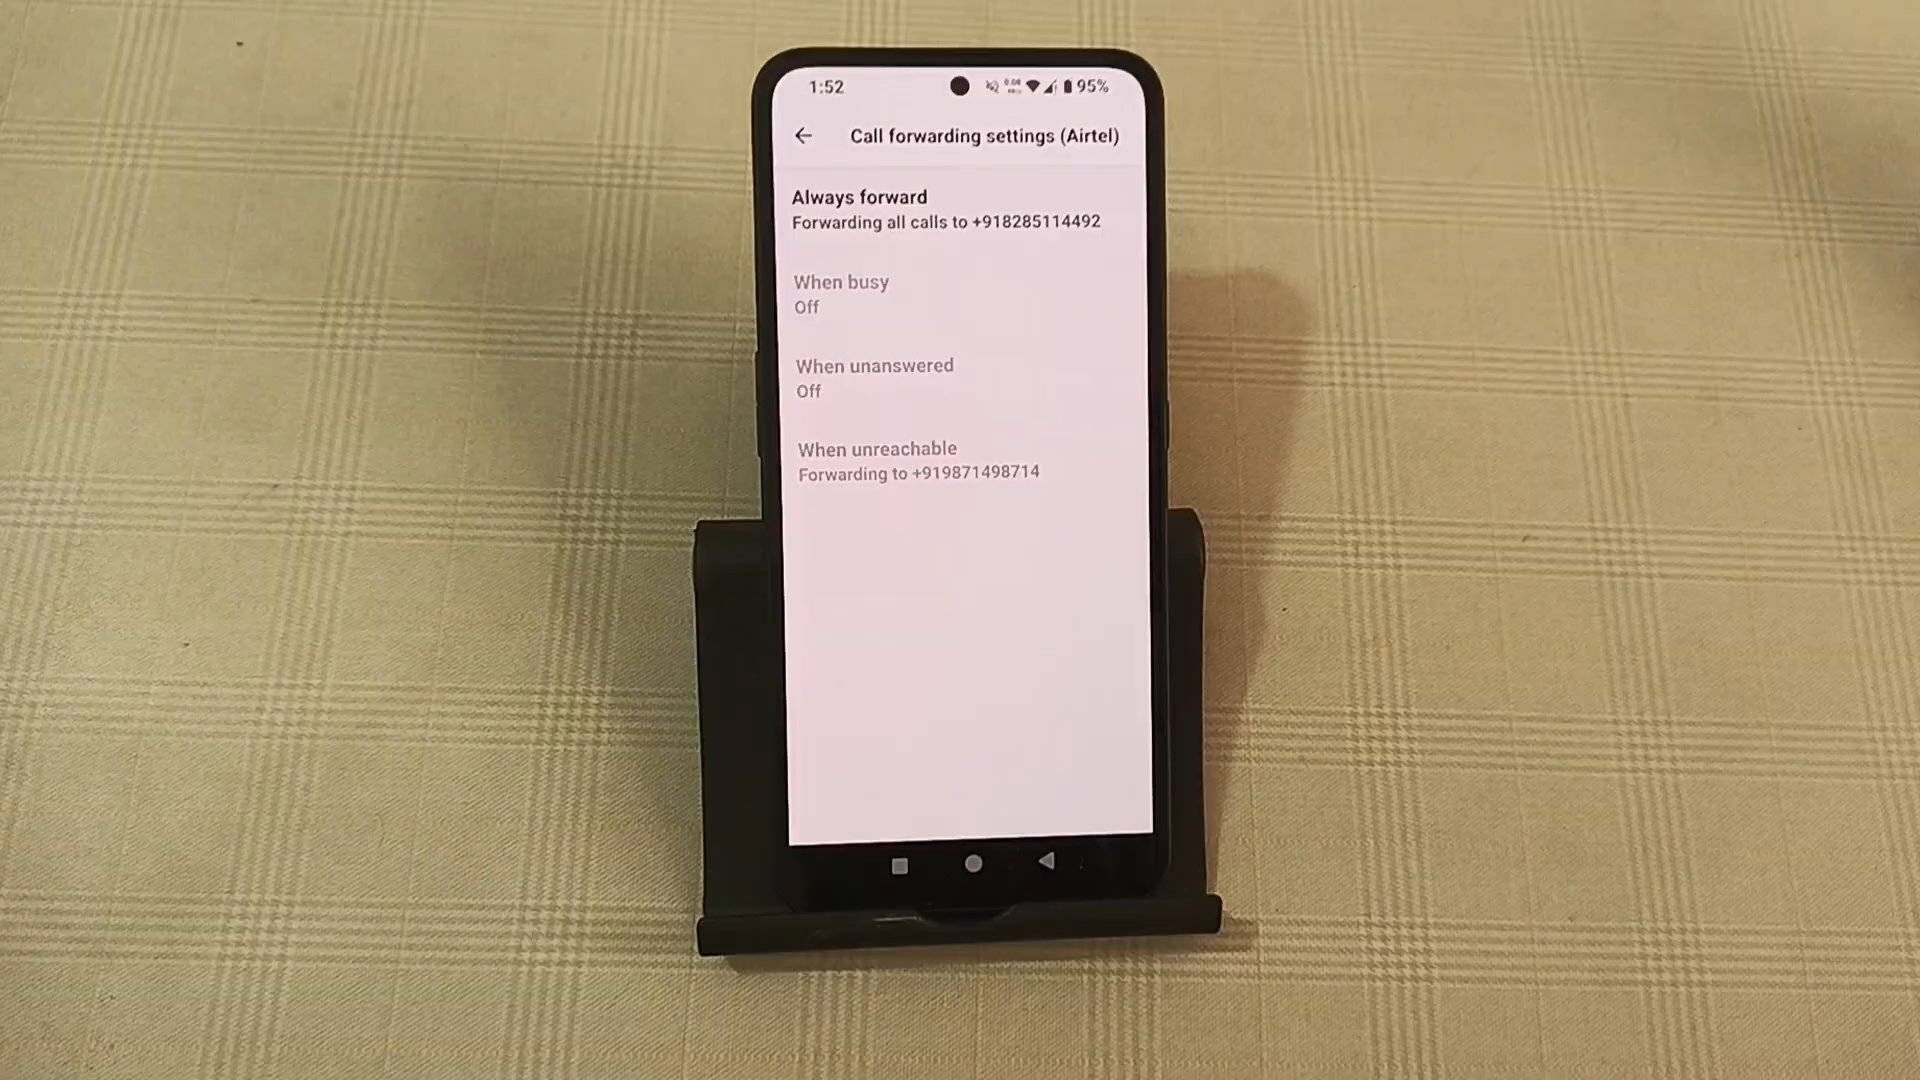 1:52
95%
Call forwarding settings (Airtel)
Always forward
Forwarding all calls to +918285114492
When busy
Off
When unanswered
Off
When unreachable
Forwarding to +919871498714